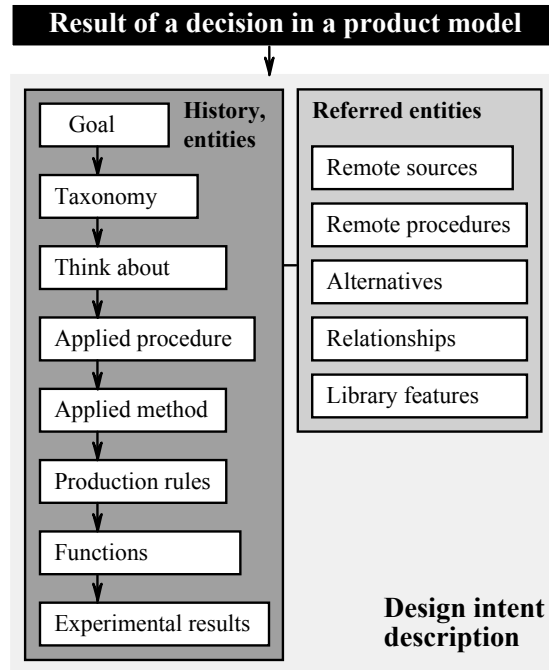 Result of a decision in a product model
History,
entities
Goal
Taxonomy
Think about
Applied procedure
Applied method
Production rules
Functions
Experimental results
Referred entities
Remote sources
Remote procedures
Alternatives
Relationships
Library features
Design intent
description